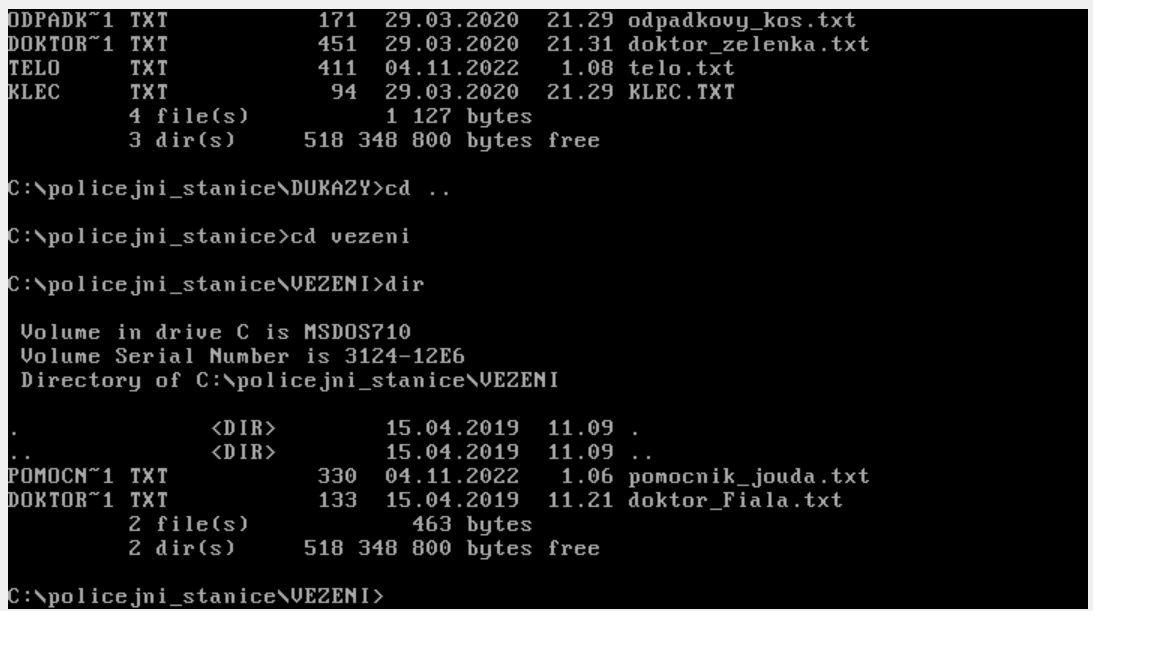 ODPADK~1 TXT 171 29.03.2020 21.29 odpadkovy_kos.txt
DOKTOR~1 TXT 451 29.03.2020 21.31 doktor_zelenka.txt
TELO TXT 411 04.11.2022 1.08 telo.txt
KLEC TXT 94 29.03.2020 21.29 KLEC.TXT
4 file(s) 1 127 bytes
3 dir(s) 518 348 800 bytes free
C:\policejni_stanice\DUKAZY>cd ..
C:\policejni_stanice>cd vezeni
C:\policejni_stanice\VEZENI>dir
Volume in drive C is MSDOS710
Volume Serial Number is 3124-12E6
Directory of C:\policejni_stanice\VEZENI
. <DIR> 15.04.2019 11.09 .
.. <DIR> 15.04.2019 11.09 ..
POMOCN~1 TXT 330 04.11.2022 1.06 pomocnik_jouda.txt
DOKTOR~1 TXT 133 15.04.2019 11.21 doktor_Fiala.txt
2 file(s) 463 bytes
2 dir(s) 518 348 800 bytes free
C:\policejni_stanice\VEZENI>